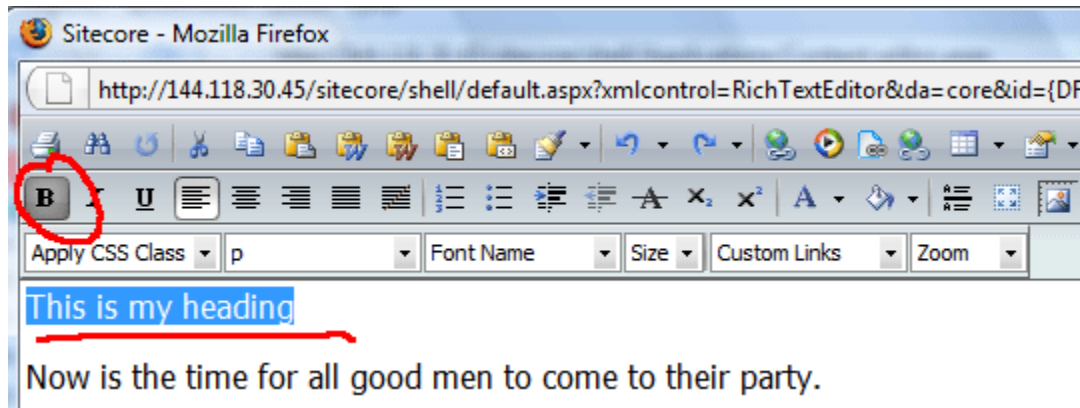 Sitecore - Mozilla Firefox
http://144.118.30.45/sitecore/shell/default.aspx?xmlcontrol=RichTextEditor&da=core&id={DF
B I U A X₂ X² A
Apply CSS Class p Font Name Size Custom Links Zoom
This is my heading
Now is the time for all good men to come to their party.